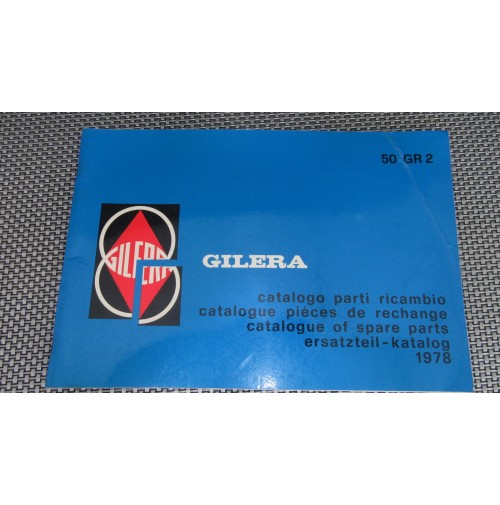 50 GR 2
GILERA
GILERA
catalogo parti ricambio
catalogue pièces de rechange
catalogue of spare parts
ersatzteil-katalog
1978